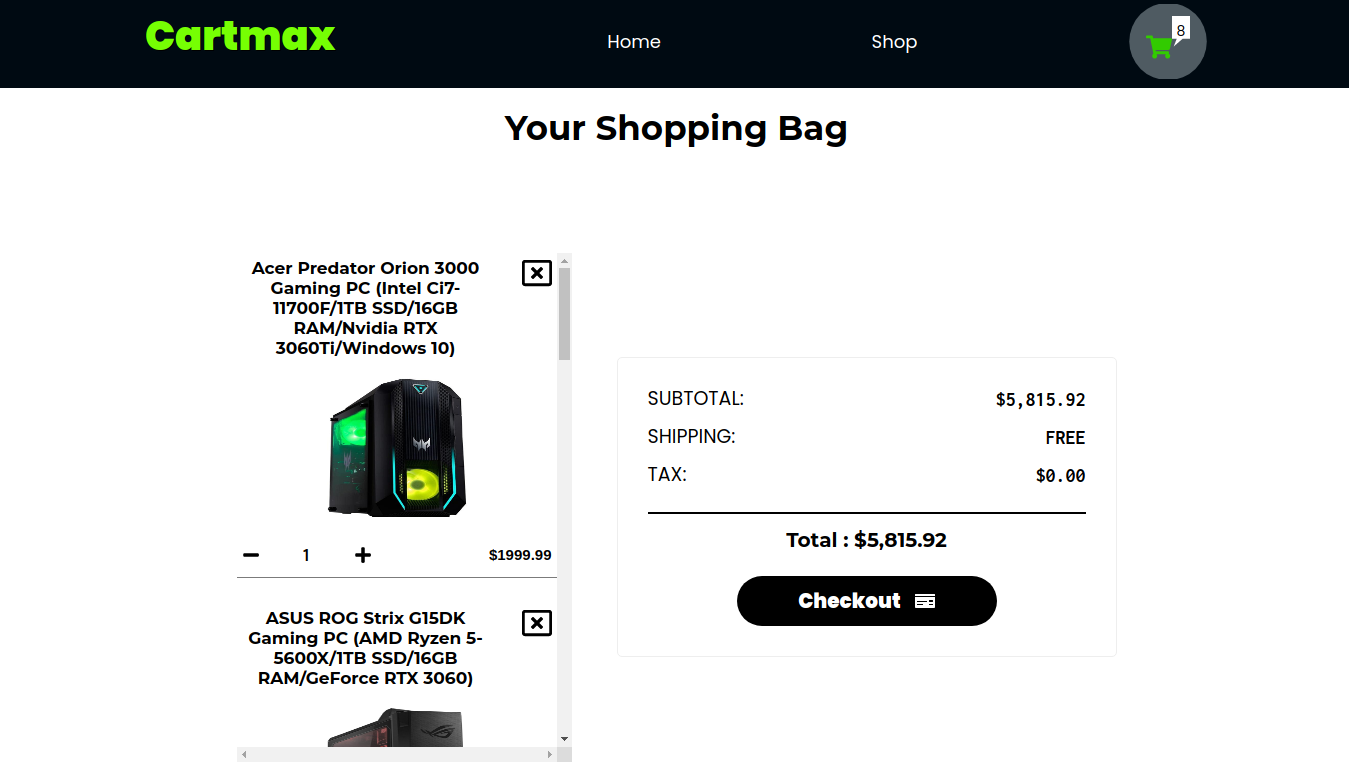 Cartmax
Home
Shop
8
Your Shopping Bag
Acer Predator Orion 3000
Gaming PC (Intel Ci7-
11700F/1TB SSD/16GB
RAM/Nvidia RTX
3060Ti/Windows 10)
1
$1999.99
ASUS ROG Strix G15DK
Gaming PC (AMD Ryzen 5-
5600X/1TB SSD/16GB
RAM/GeForce RTX 3060)
SUBTOTAL: $5,815.92
SHIPPING: FREE
TAX: $0.00
Total : $5,815.92
Checkout